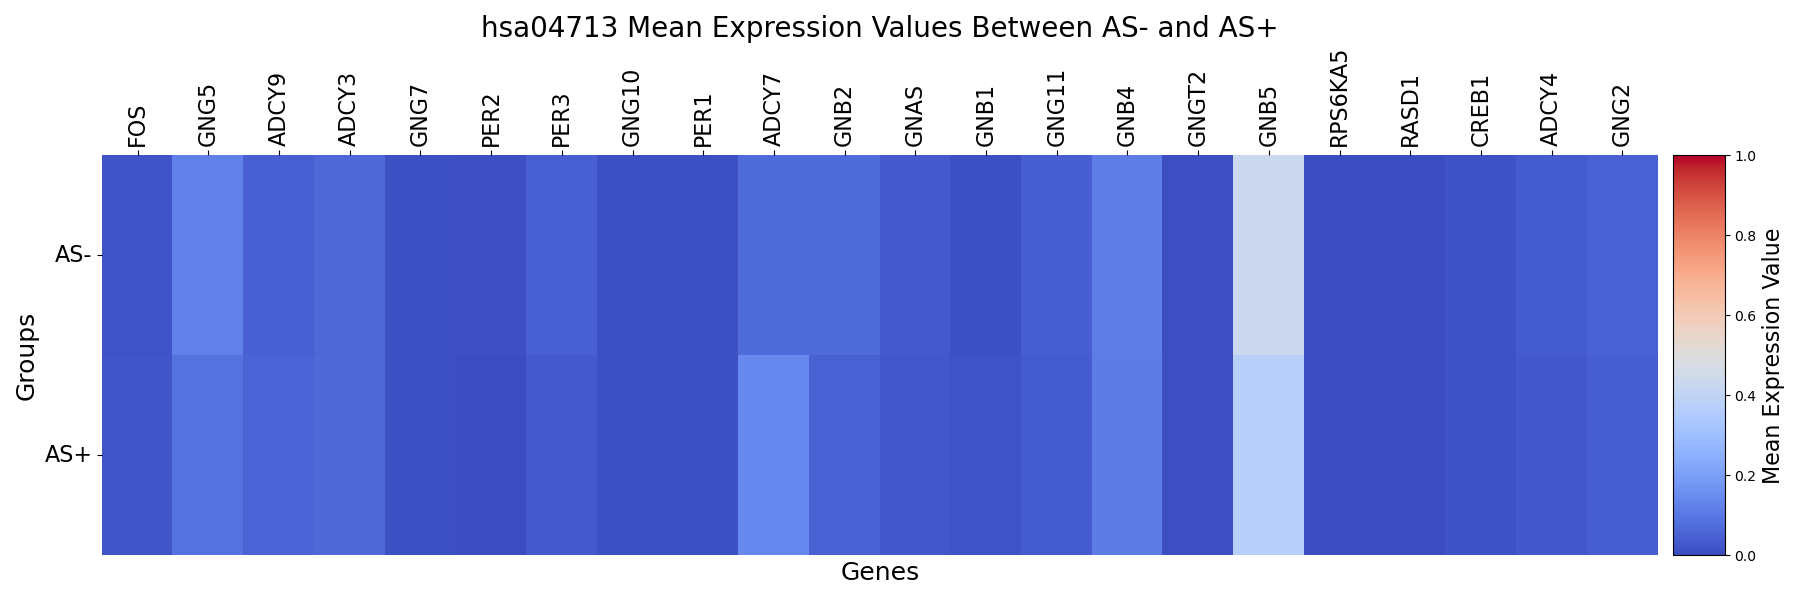 hsa04713 Mean Expression Values Between AS- and AS+
FOS
GNG5
ADCY9
ADCY3
GNG7
PER2
PER3
GNG10
PER1
ADCY7
GNB2
GNAS
GNB1
GNG11
GNB4
GNGT2
GNB5
RPS6KA5
RASD1
CREB1
ADCY4
GNG2
Groups
AS-
AS+
Genes
1.0
0.8
0.6
0.4
0.2
0.0
Mean Expression Value